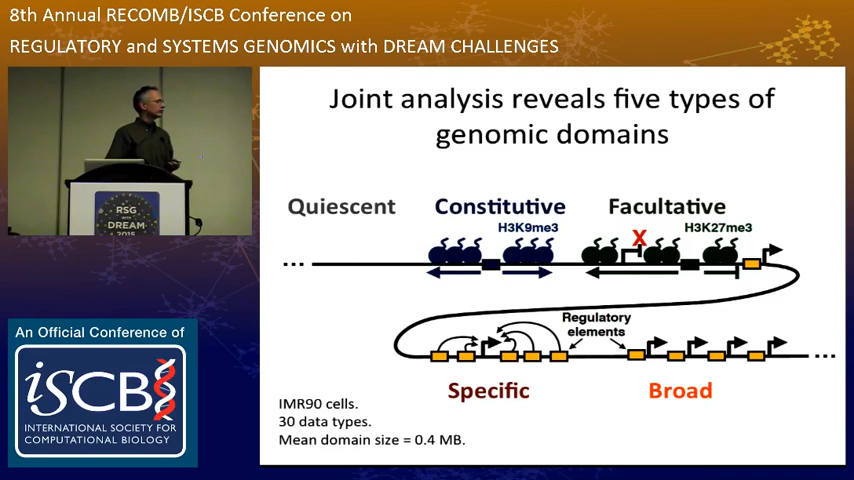 8th Annual RECOMB/ISCB Conference on
REGULATORY and SYSTEMS GENOMICS with DREAM CHALLENGES
RSG
WITH
DREAM
2015
An Official Conference of
iSCB
INTERNATIONAL SOCIETY FOR
COMPUTATIONAL BIOLOGY
Joint analysis reveals five types of
genomic domains
Quiescent Constitutive Facultative
H3K9me3 H3K27me3
X
...
Regulatory
elements
...
Specific Broad
IMR90 cells.
30 data types.
Mean domain size = 0.4 MB.